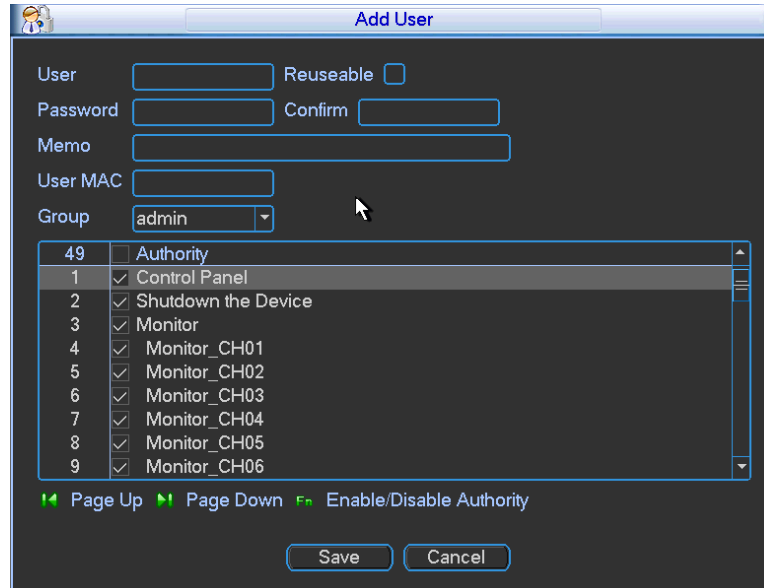 Add User
User Reuseable
Password Confirm
Memo
User MAC
Group admin
49 Authority
1 Control Panel
2 Shutdown the Device
3 Monitor
4 Monitor_CH01
5 Monitor_CH02
6 Monitor_CH03
7 Monitor_CH04
8 Monitor_CH05
9 Monitor_CH06
Page Up Page Down Fn Enable/Disable Authority
Save Cancel